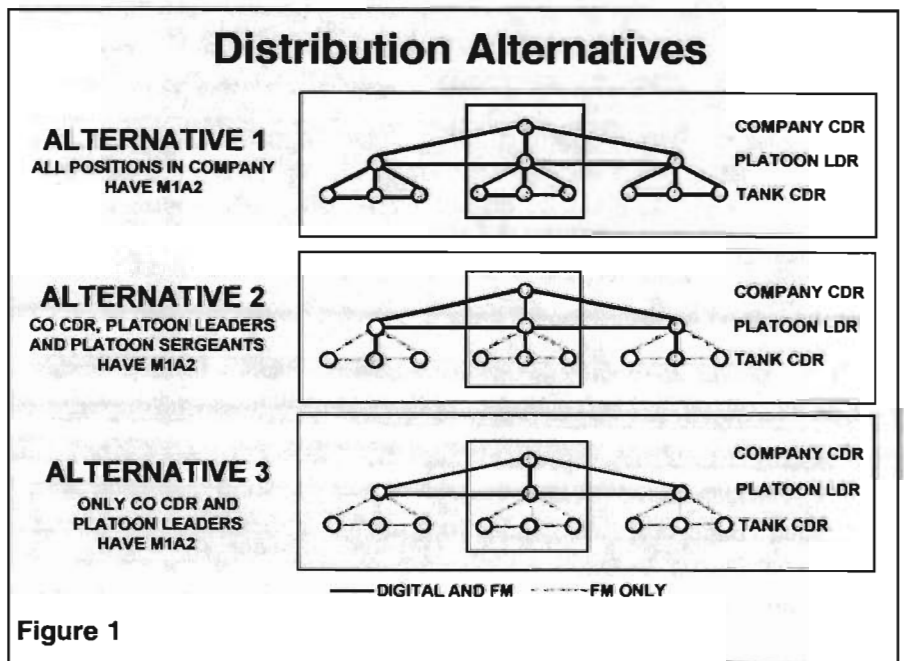 Distribution Alternatives
ALTERNATIVE 1
ALL POSITIONS IN COMPANY
HAVE M1A2
COMPANY CDR
PLATOON LDR
TANK CDR
ALTERNATIVE 2
CO CDR, PLATOON LEADERS
AND PLATOON SERGEANTS
HAVE M1A2
COMPANY CDR
PLATOON LDR
TANK CDR
ALTERNATIVE 3
ONLY CO CDR AND
PLATOON LEADERS
HAVE M1A2
COMPANY CDR
PLATOON LDR
TANK CDR
DIGITAL AND FM FM ONLY
Figure 1